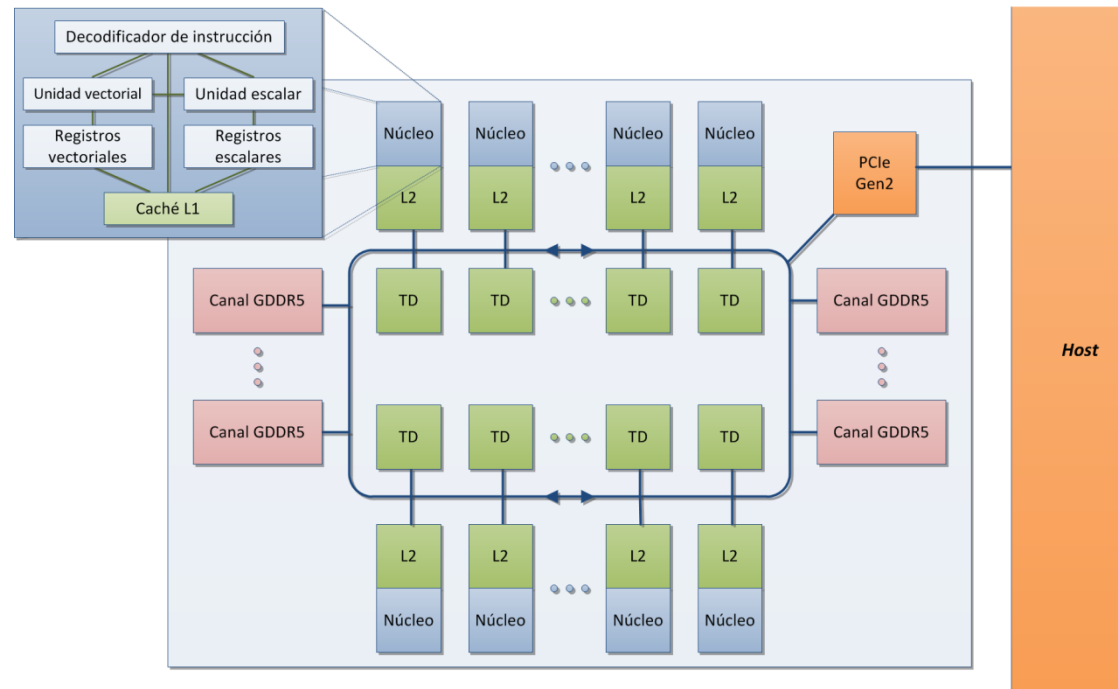 Decodificador de instrucción
Unidad vectorial
Unidad escalar
Registros
vectoriales
Registros
escalares
Caché L1
Núcleo
Núcleo
Núcleo
Núcleo
L2
L2
L2
L2
PCIe
Gen2
Host
TD
TD
TD
TD
Canal GDDR5
Canal GDDR5
Canal GDDR5
Canal GDDR5
TD
TD
TD
TD
L2
L2
L2
L2
Núcleo
Núcleo
Núcleo
Núcleo